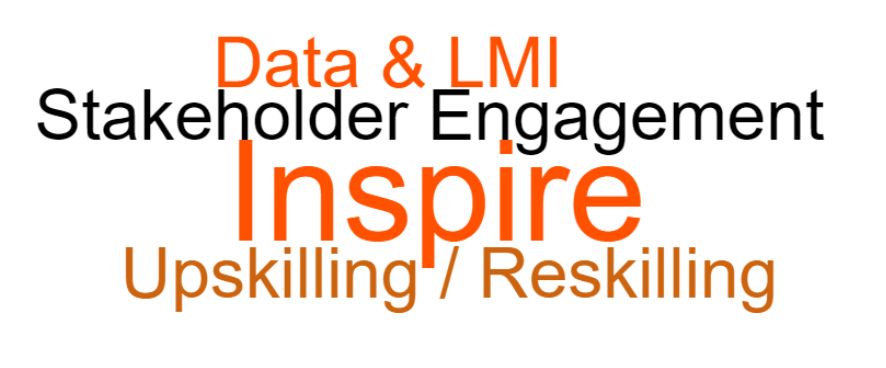 Data & LMI
Stakeholder Engagement
Inspire
Upskilling / Reskilling